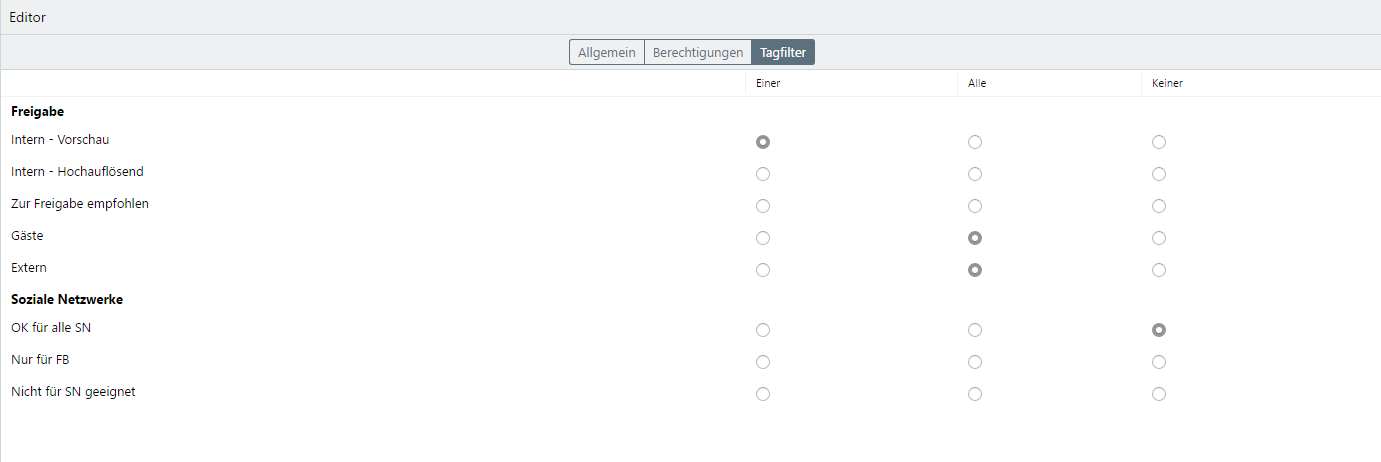 Editor
Allgemein Berechtigungen Tagfilter
Einer Alle Keiner
Freigabe
Intern - Vorschau
Intern - Hochauflösend
Zur Freigabe empfohlen
Gäste
Extern
Soziale Netzwerke
OK für alle SN
Nur für FB
Nicht für SN geeignet